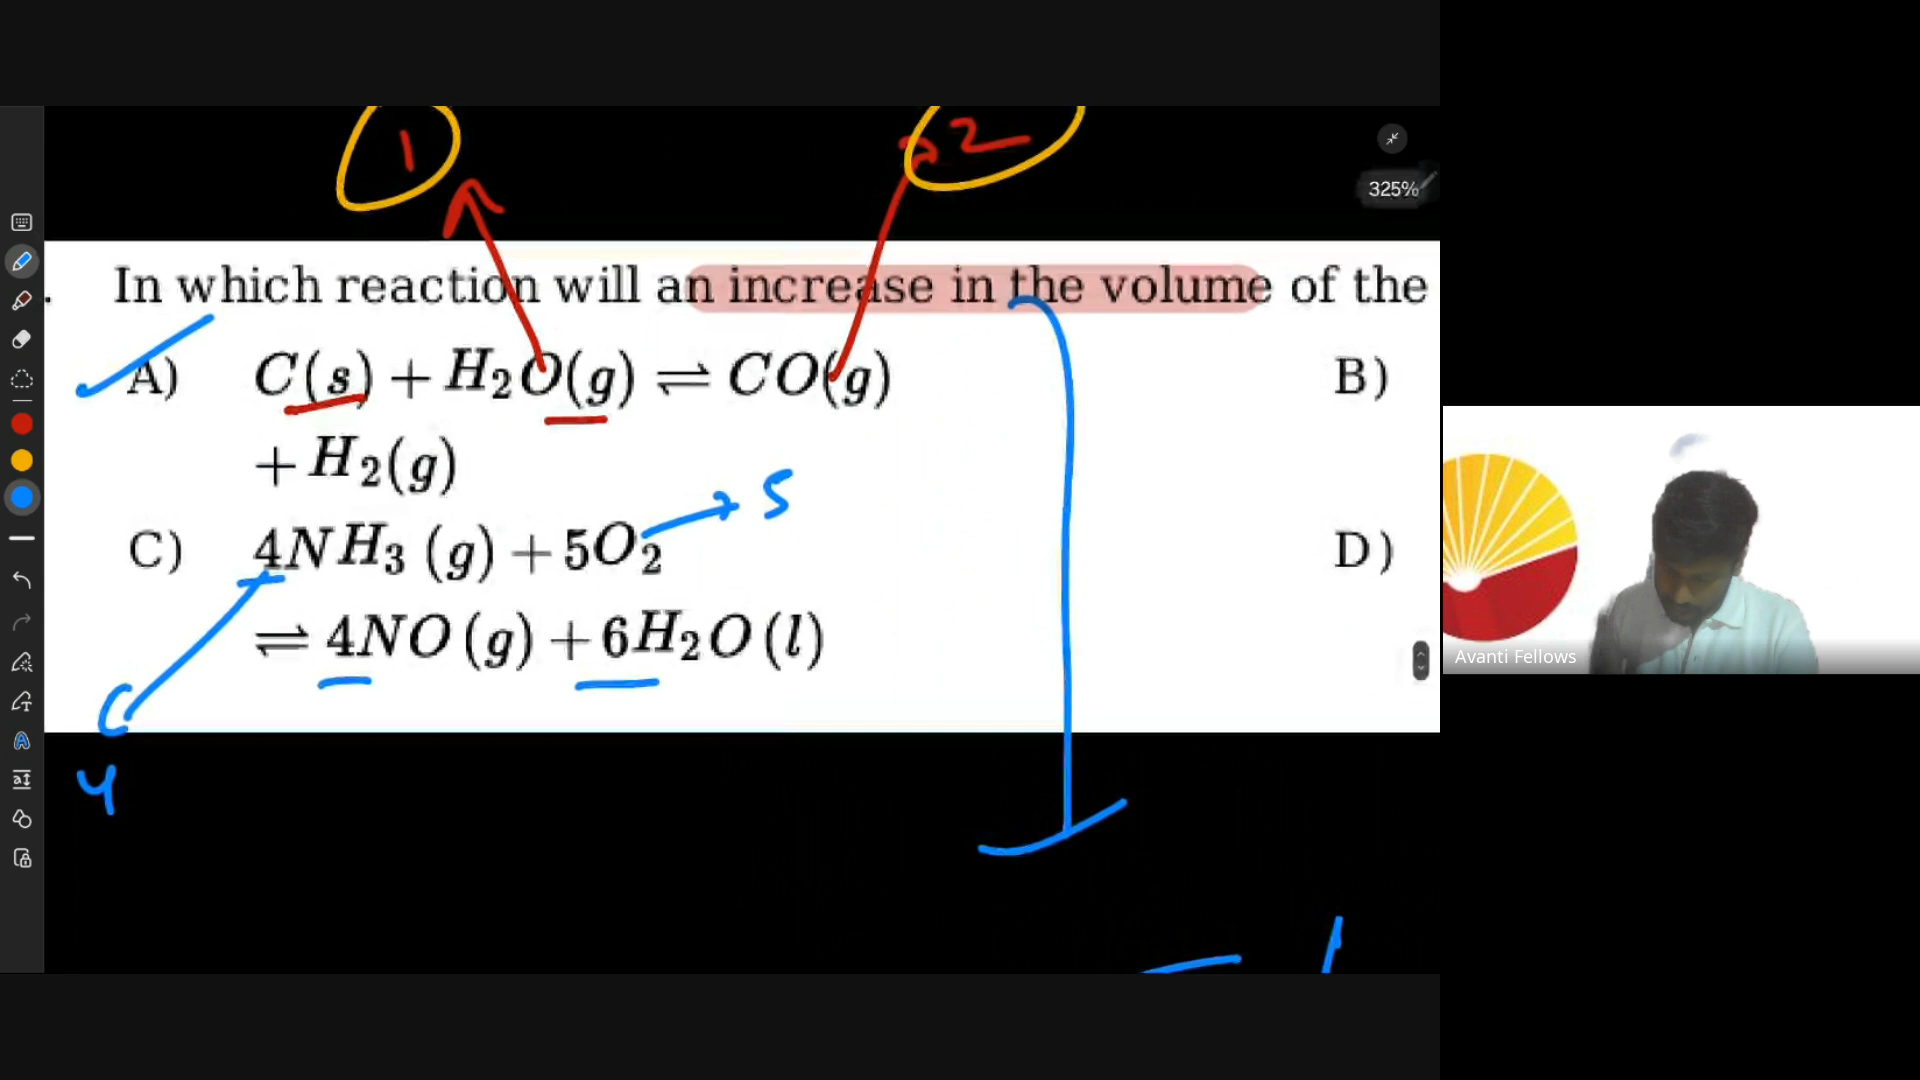 1 2
325%
. In which reaction will an increase in the volume of the
A) C(s) + H₂O(g) ⇌ CO(g) B)
+ H₂(g)
5
C) 4NH₃ (g) + 5O₂ D)
⇌ 4NO (g) + 6H₂O (l)
4
Avanti Fellows